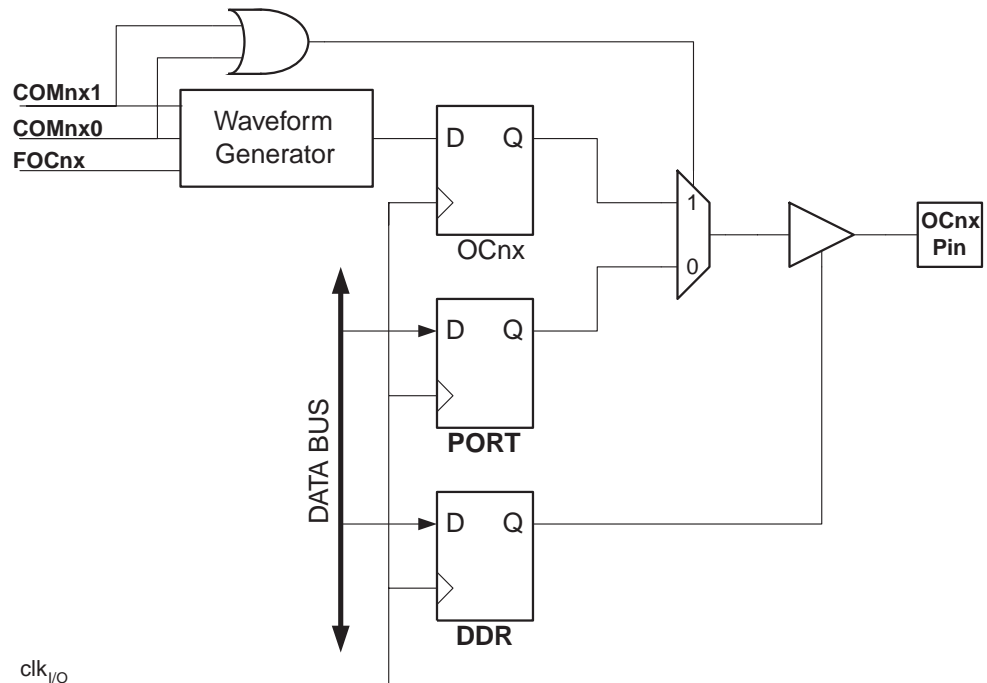 COMnx1
COMnx0
FOCnx
Waveform
Generator
D Q
OCnx
1
0
OCnx
Pin
D Q
PORT
DATA BUS
D Q
DDR
clkI/O